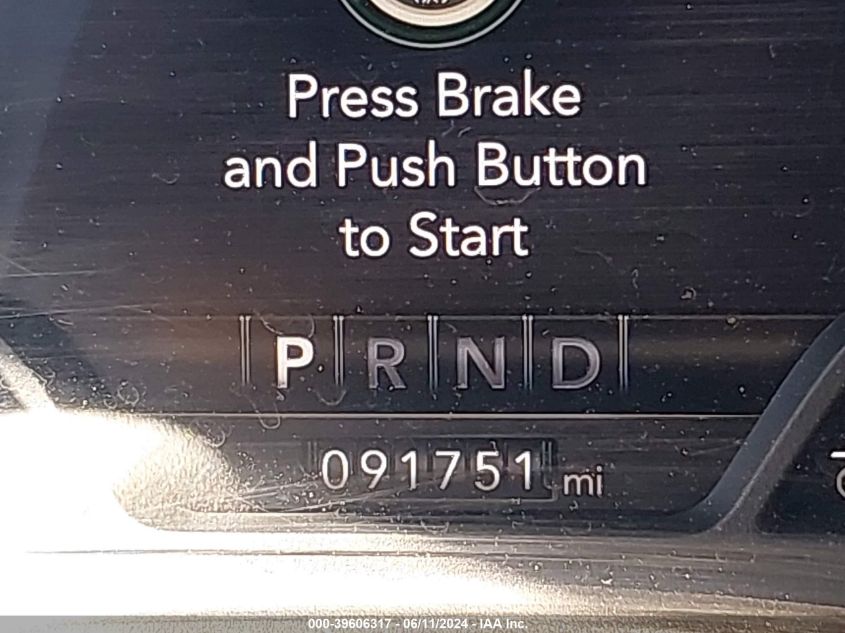 Press Brake
and Push Button
to Start
P R N D
091751 mi
000-39606317 - 06/11/2024 - IAA Inc.